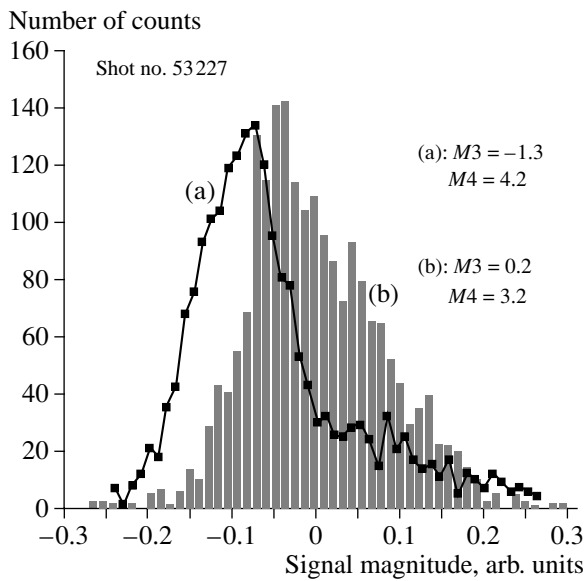 Number of counts
160
Shot no. 53227
140
(a): M3 = –1.3
M4 = 4.2
120
(a)
100
(b): M3 = 0.2
M4 = 3.2
80
(b)
60
40
20
0
–0.3 –0.2 –0.1 0 0.1 0.2 0.3
Signal magnitude, arb. units